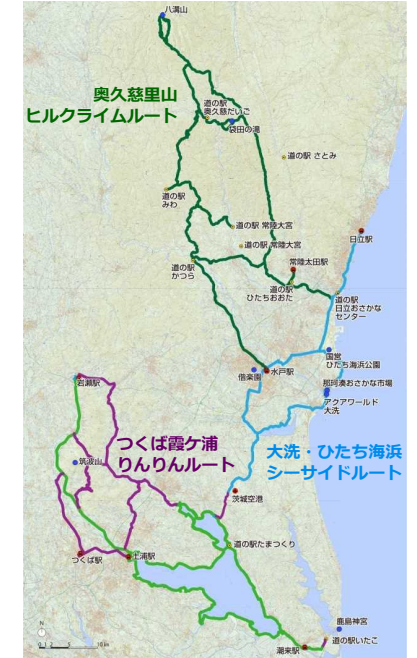 八溝山
奥久慈里山
ヒルクライムルート
道の駅
奥久慈だいご
袋田の滝
道の駅 さとみ
道の駅
みわ
道の駅 常陸大宮
道の駅 常陸大宮
日立駅
道の駅
かつら
常陸太田駅
道の駅
ひたちおおた
道の駅
日立おさかな
センター
国営
ひたち海浜公園
偕楽園
水戸駅
岩瀬駅
那珂湊おさかな市場
アクアワールド
大洗
つくば霞ケ浦
りんりんルート
大洗・ひたち海浜
シーサイドルート
筑波山
茨城空港
道の駅たまつくり
つくば駅
土浦駅
鹿島神宮
道の駅いたこ
潮来駅
N
0 1 2 5 10 km